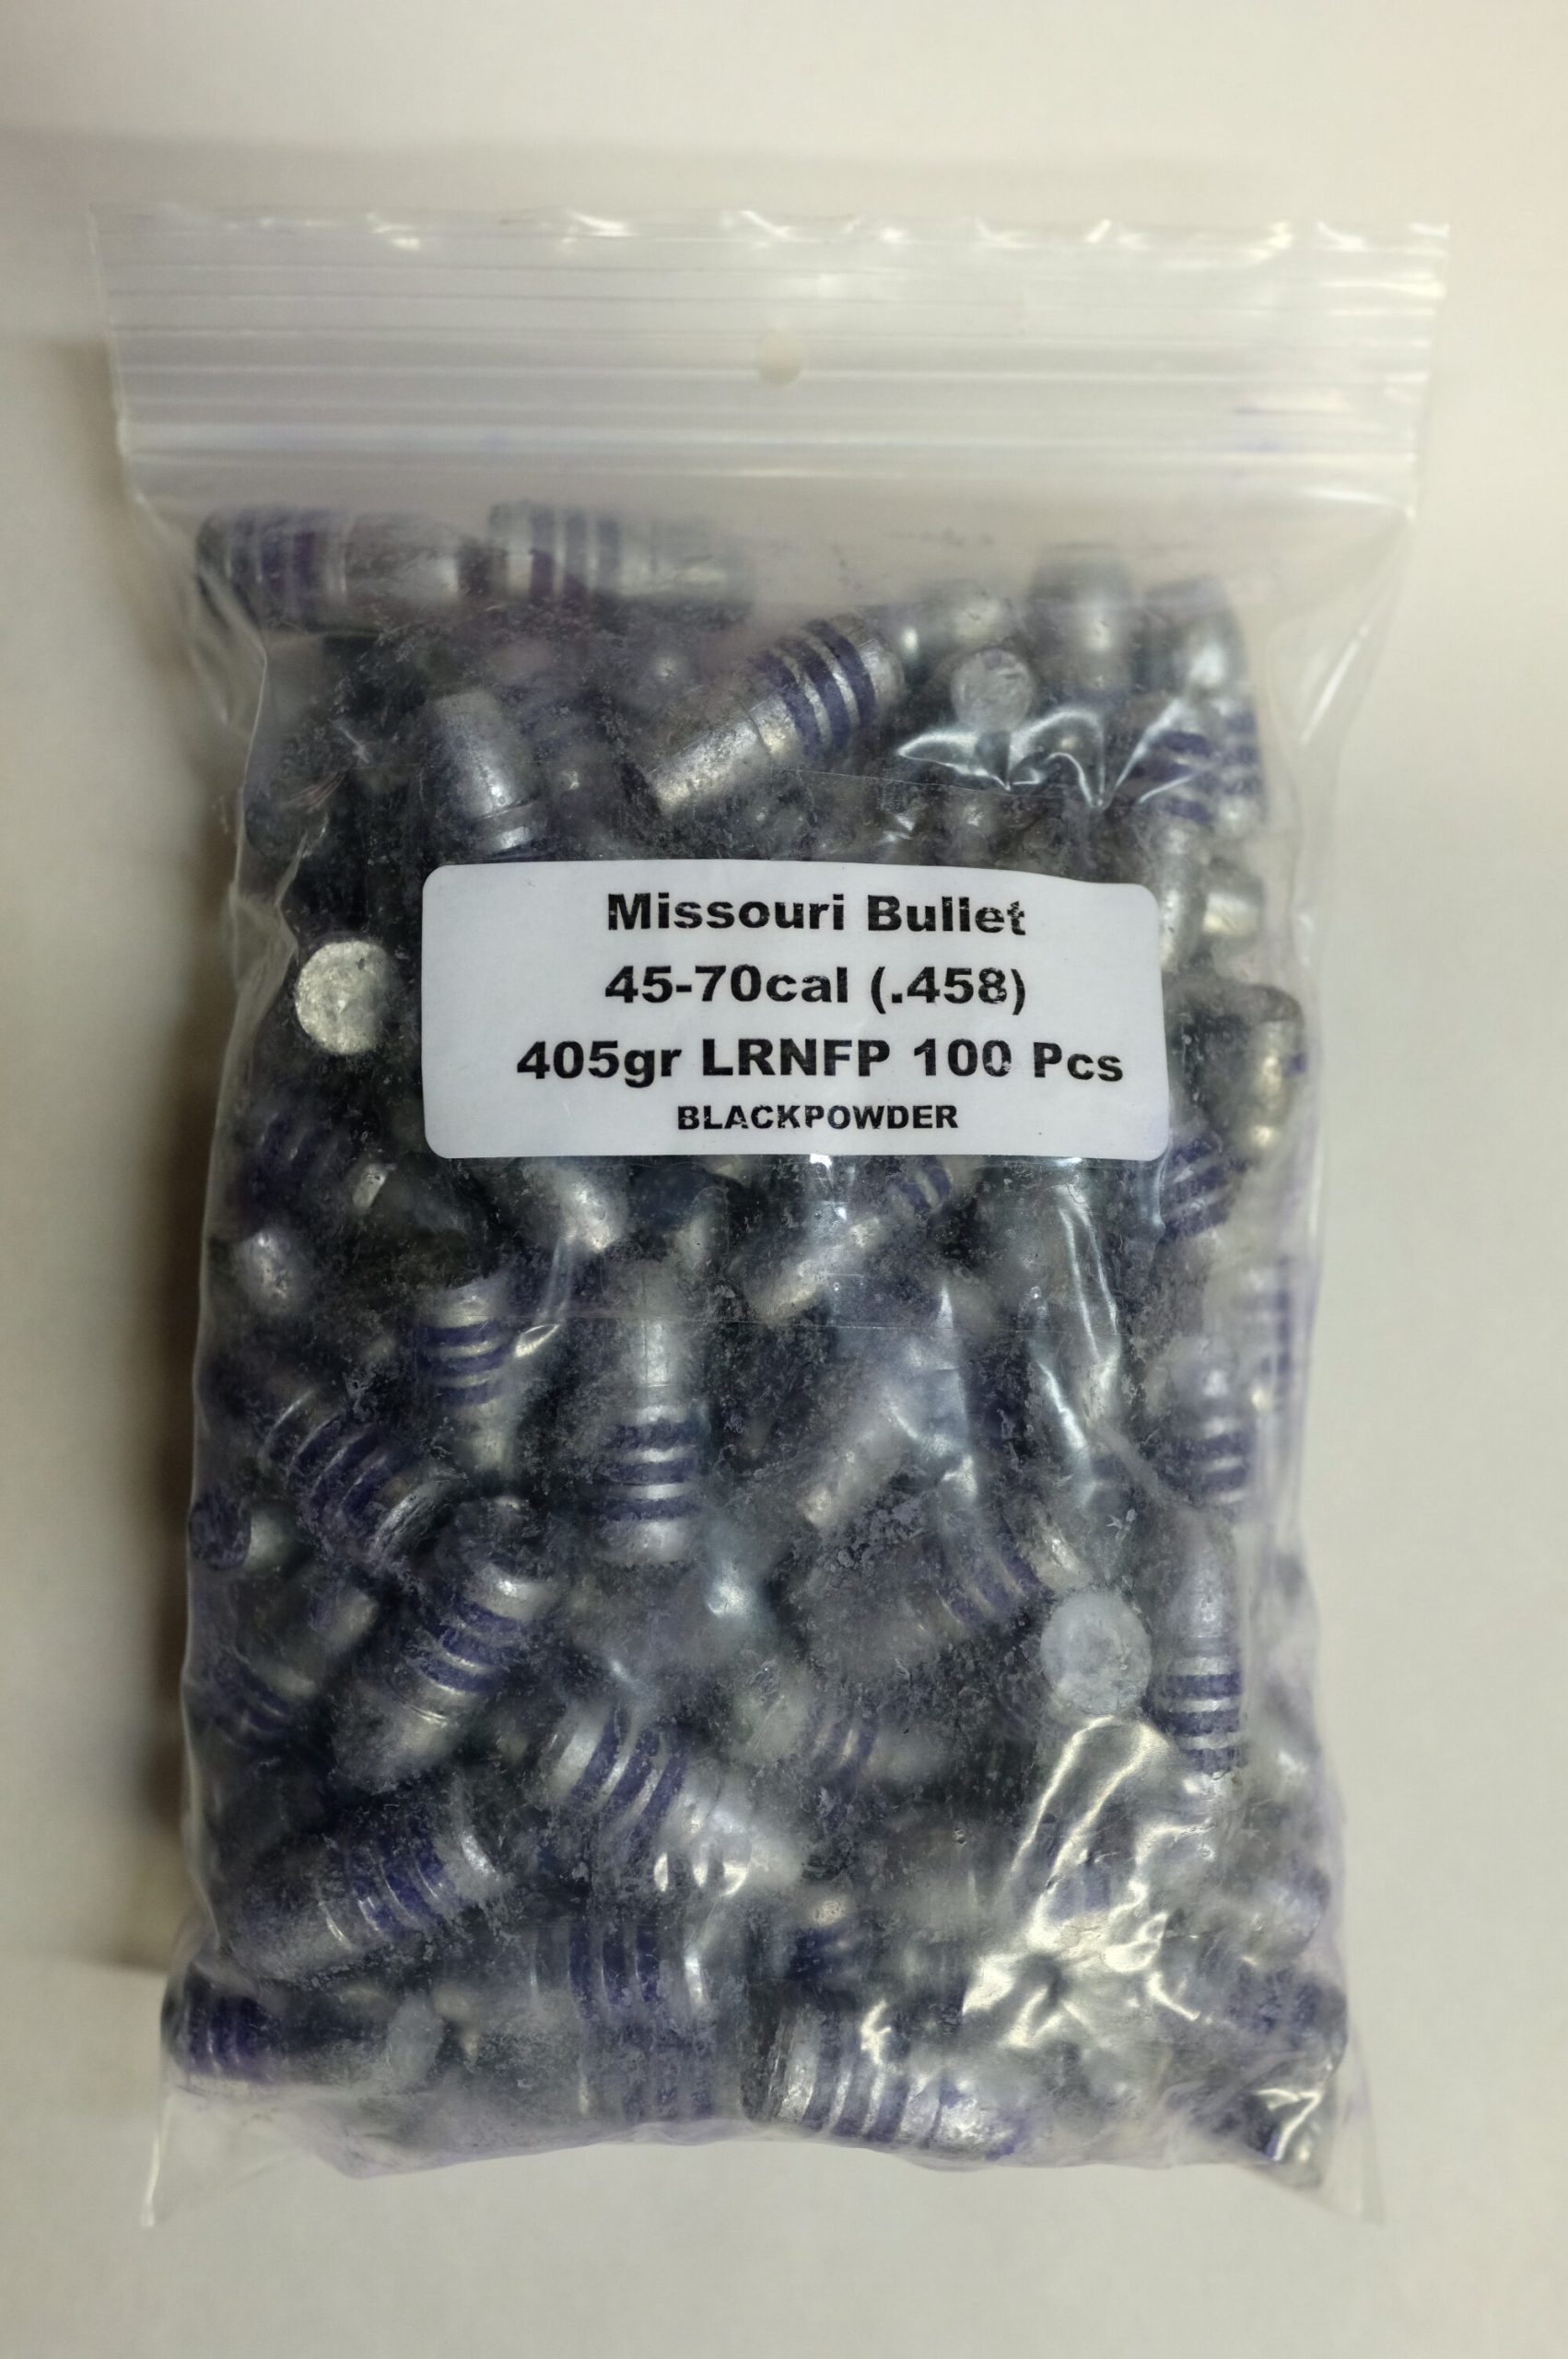 Missouri Bullet
45-70cal (.458)
405gr LRNFP 100 Pcs
BLACKPOWDER